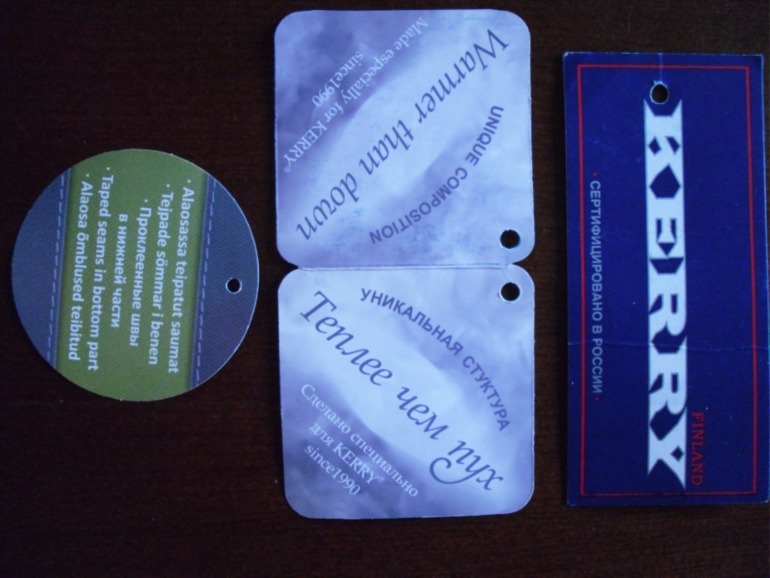 · Alaosassa teipatut saumat
· Tejpade sömmar i benen
· Проклеенные швы
в нижней части
· Taped seams in bottom part
· Alaosa õmblused teibitud
Warmer than down
UNIQUE COMPOSITION
Made especially for KERRY®
since1990
УНИКАЛЬНАЯ СТУКТУРА
Теплее чем пух
Сделано специально
для KERRY®
since1990
KERRY
FINLAND
· СЕРТИФИЦИРОВАНО В РОССИИ ·